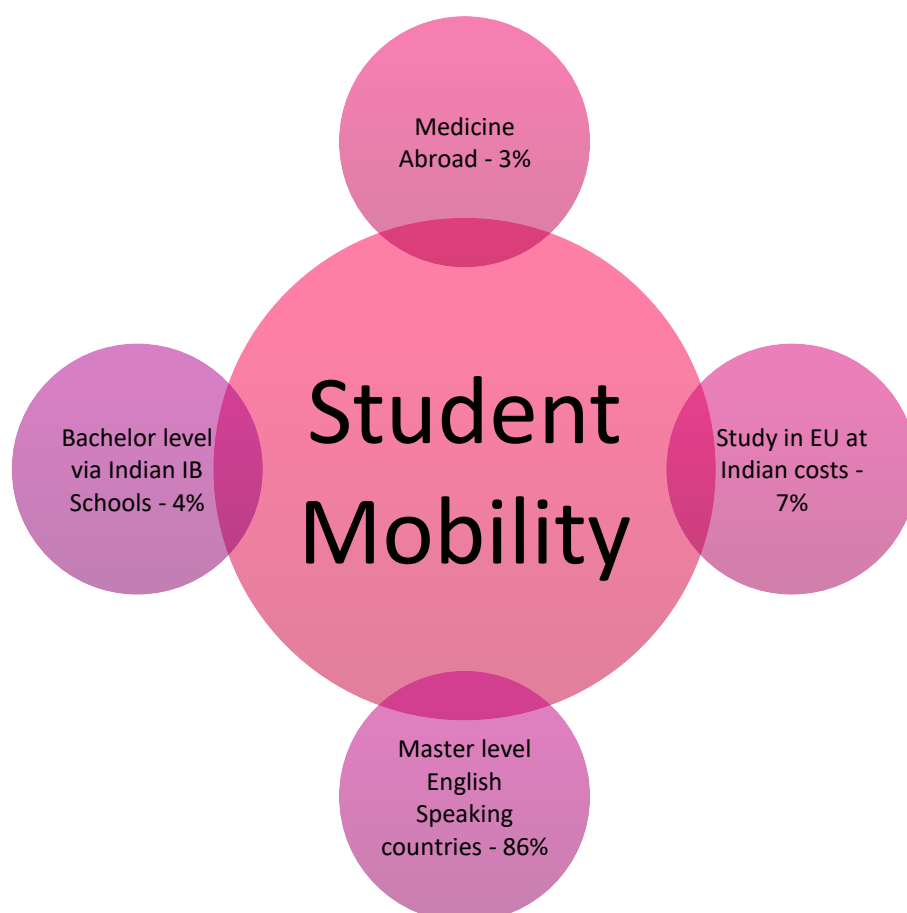 Medicine
Abroad - 3%
Student
Mobility
Bachelor level
via Indian IB
Schools - 4%
Study in EU at
Indian costs -
7%
Master level
English
Speaking
countries - 86%